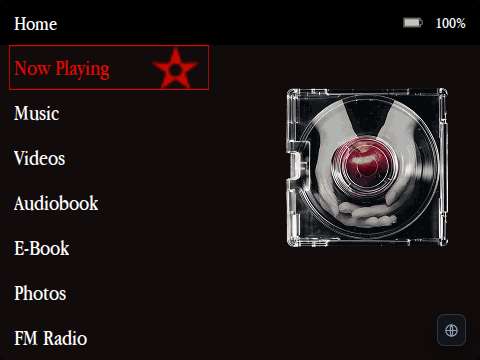 Home
100%
Now Playing
Music
Videos
Audiobook
E-Book
Photos
FM Radio